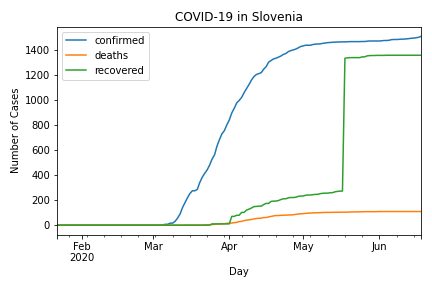 COVID-19 in Slovenia
confirmed
deaths
recovered
Number of Cases
1400
1200
1000
800
600
400
200
0
Feb
2020
Mar
Apr
May
Jun
Day